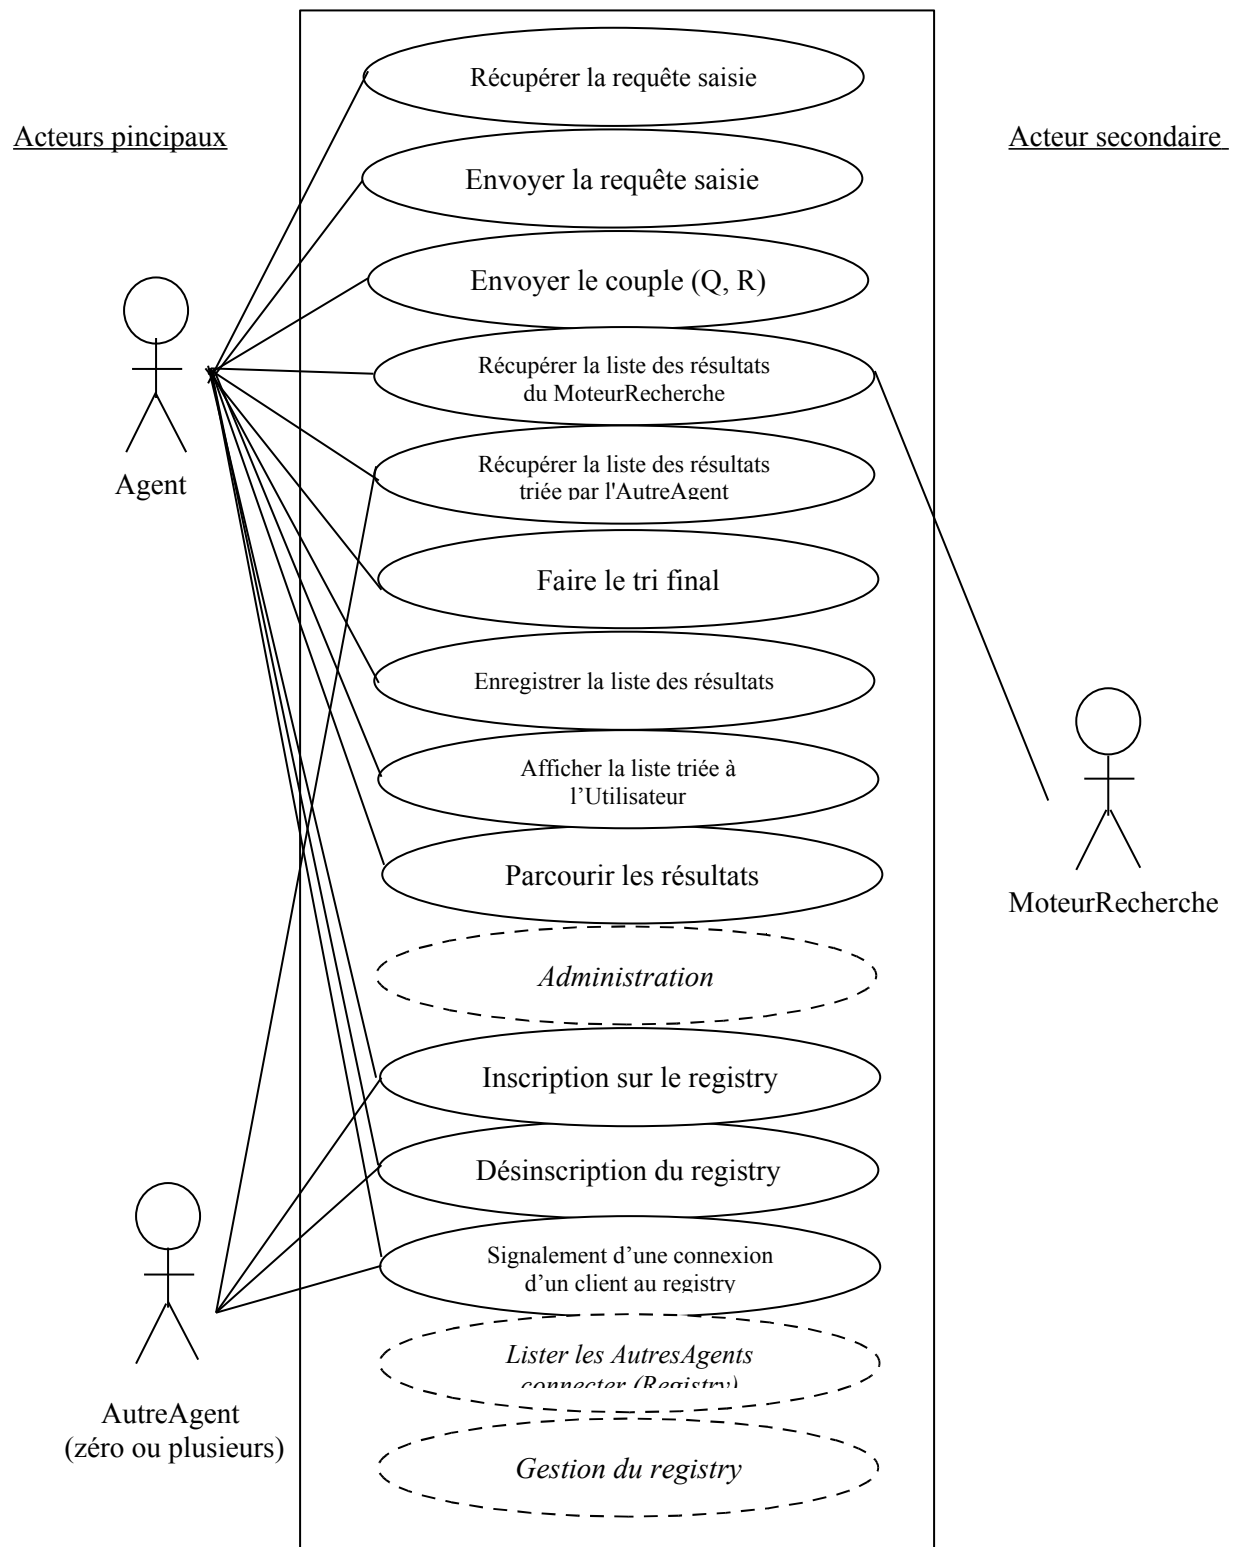 Récupérer la requête saisie
Acteurs pincipaux
Acteur secondaire
Envoyer la requête saisie
Envoyer le couple (Q, R)
Récupérer la liste des résultats
du MoteurRecherche
Récupérer la liste des résultats
triée par l'AutreAgent
Agent
Faire le tri final
Enregistrer la liste des résultats
Afficher la liste triée à
l’Utilisateur
Parcourir les résultats
MoteurRecherche
Administration
Inscription sur le registry
Désinscription du registry
Signalement d’une connexion
d’un client au registry
Lister les AutresAgents
connecter (Registry)
AutreAgent
(zéro ou plusieurs)
Gestion du registry